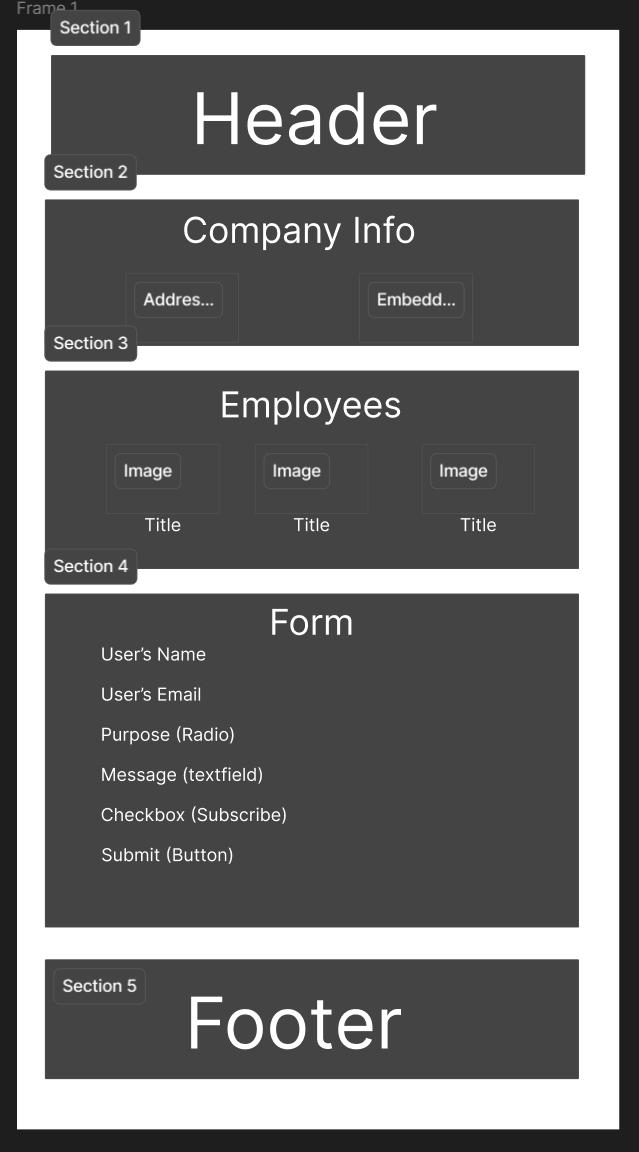 Frame 1
Section 1
Header
Section 2
Company Info
Addres... Embedd...
Section 3
Employees
Image Image Image
Title Title Title
Section 4
Form
User’s Name
User’s Email
Purpose (Radio)
Message (textfield)
Checkbox (Subscribe)
Submit (Button)
Section 5
Footer